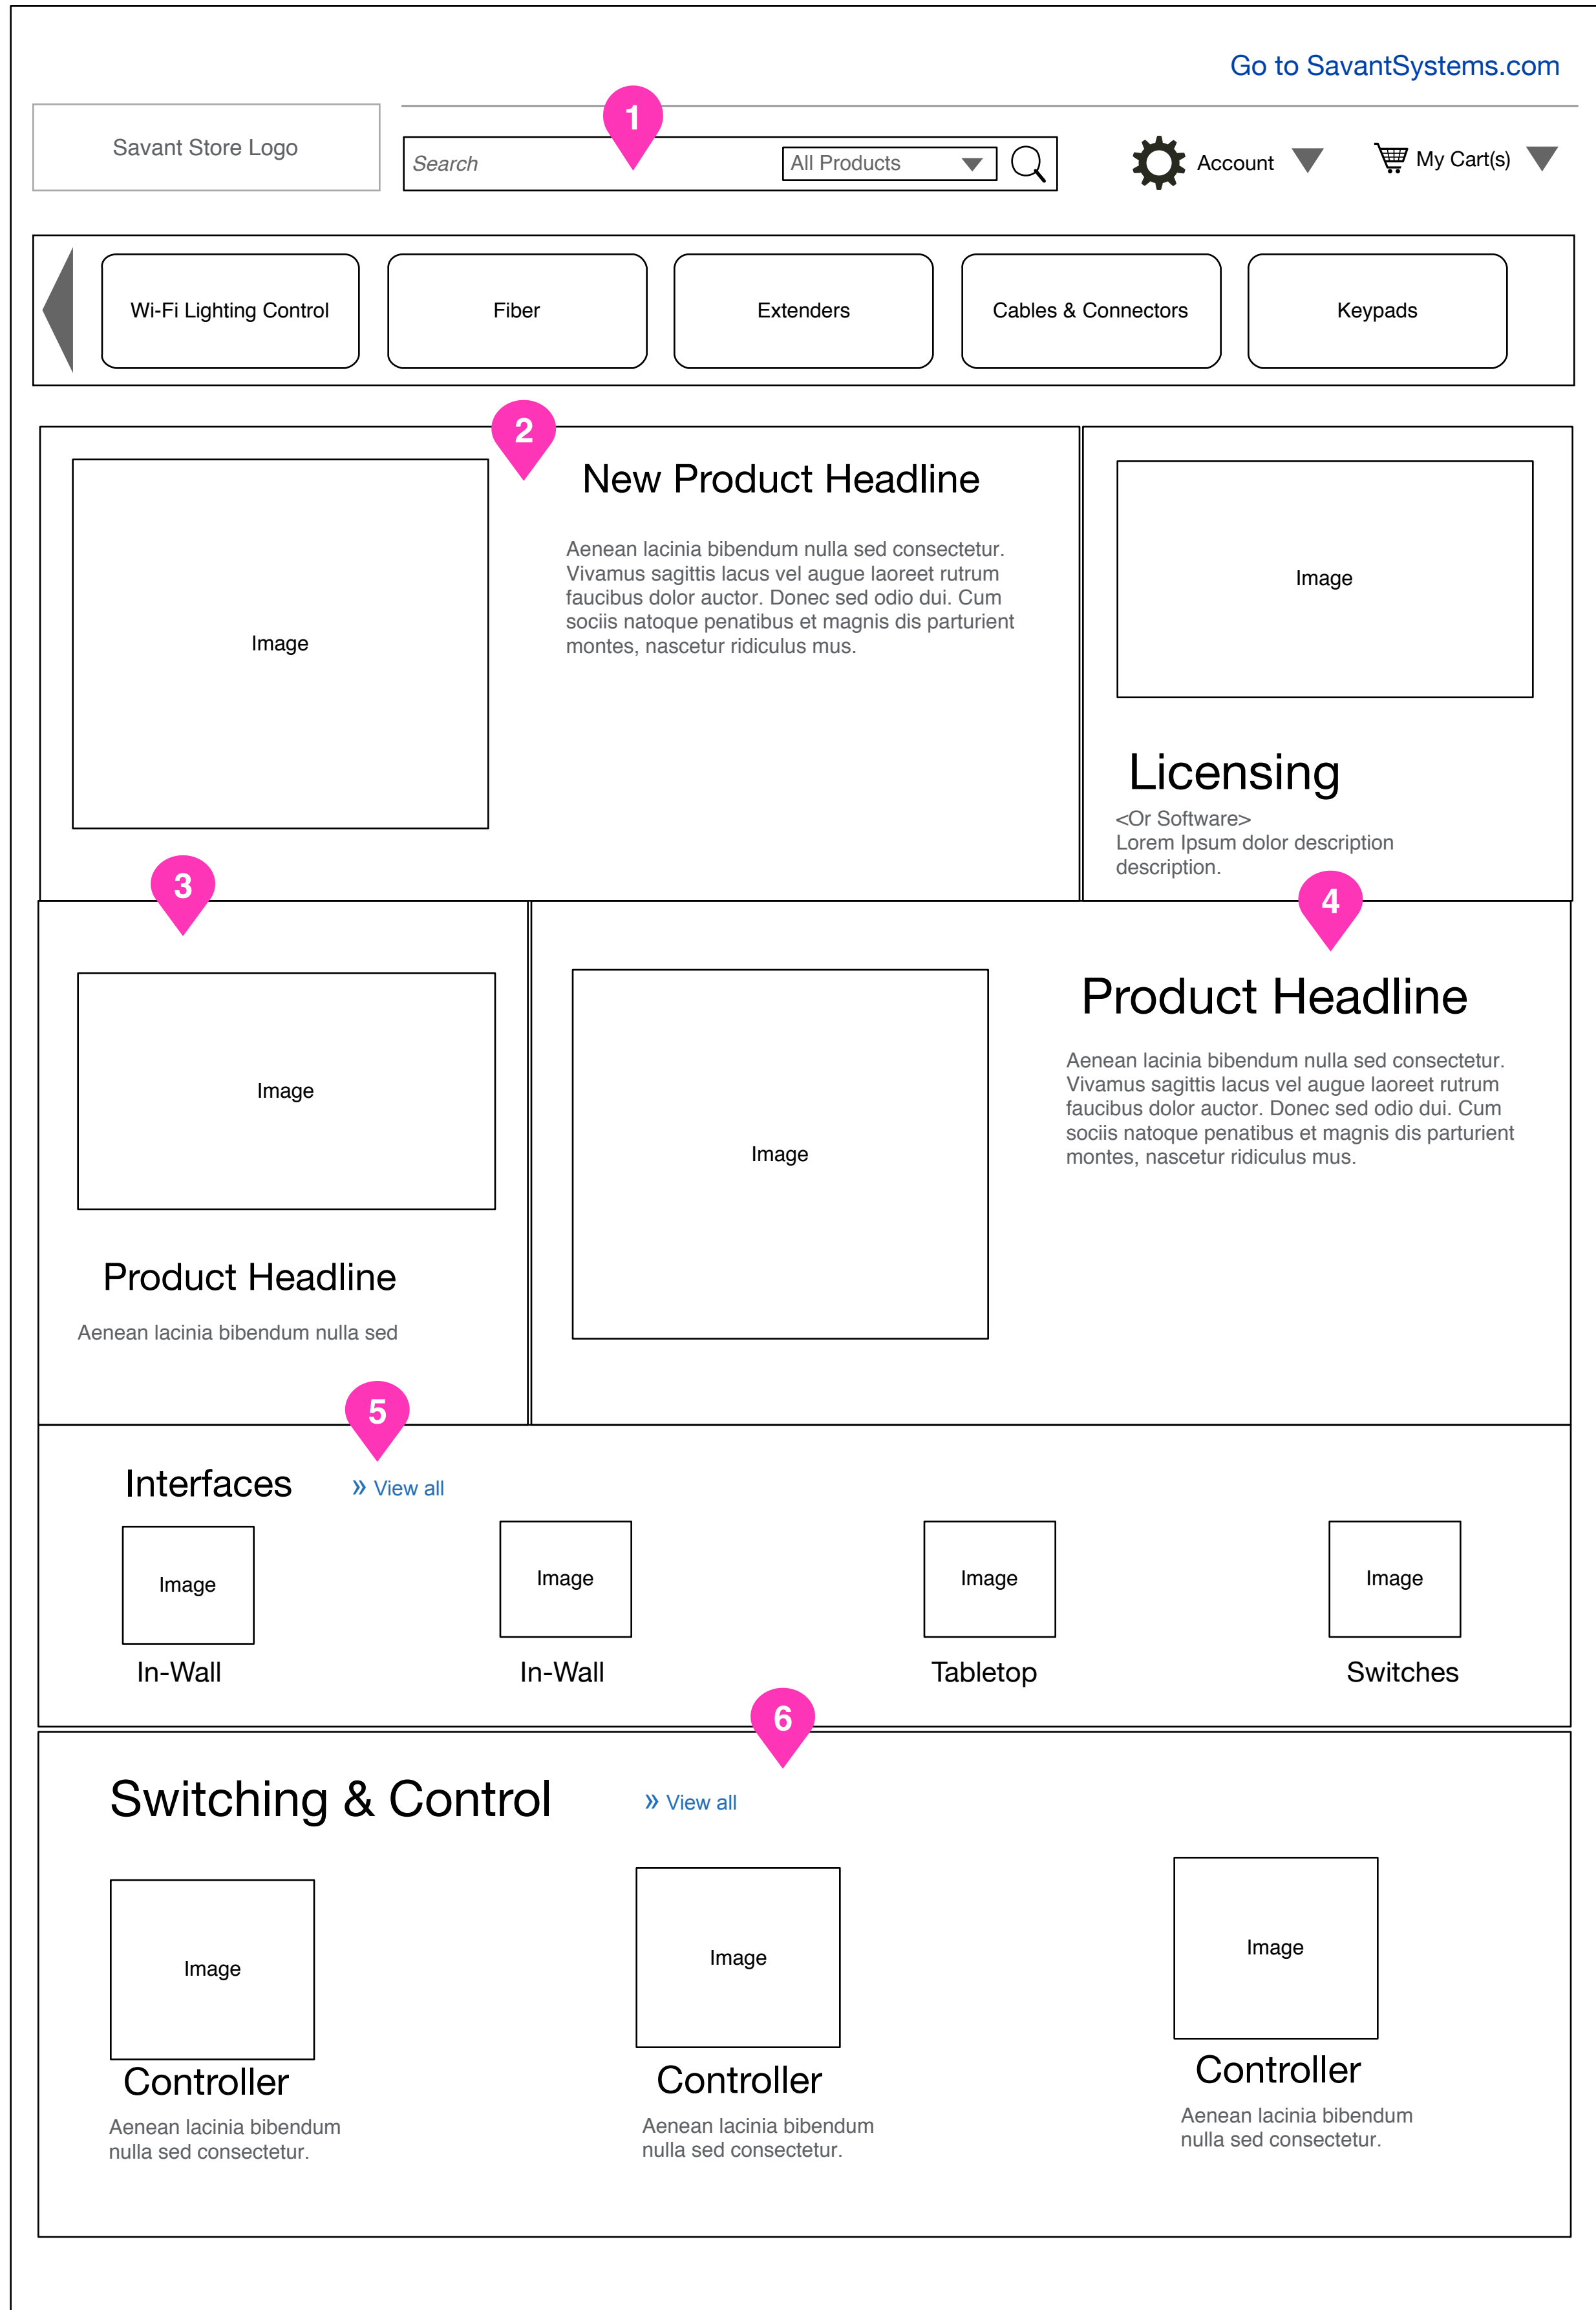 Go to SavantSystems.com
1
Savant Store Logo
Search
All Products
Account
My Cart(s)
Wi-Fi Lighting Control
Fiber
Extenders
Cables & Connectors
Keypads
2
Image
New Product Headline
Aenean lacinia bibendum nulla sed consectetur.
Vivamus sagittis lacus vel augue laoreet rutrum
faucibus dolor auctor. Donec sed odio dui. Cum
sociis natoque penatibus et magnis dis parturient
montes, nascetur ridiculus mus.
Image
Licensing
<Or Software>
Lorem Ipsum dolor description
description.
3
Image
Product Headline
Aenean lacinia bibendum nulla sed
4
Image
Product Headline
Aenean lacinia bibendum nulla sed consectetur.
Vivamus sagittis lacus vel augue laoreet rutrum
faucibus dolor auctor. Donec sed odio dui. Cum
sociis natoque penatibus et magnis dis parturient
montes, nascetur ridiculus mus.
5
Interfaces
» View all
Image
Image
Image
Image
In-Wall
In-Wall
Tabletop
Switches
6
Switching & Control
» View all
Image
Controller
Aenean lacinia bibendum
nulla sed consectetur.
Image
Controller
Aenean lacinia bibendum
nulla sed consectetur.
Image
Controller
Aenean lacinia bibendum
nulla sed consectetur.